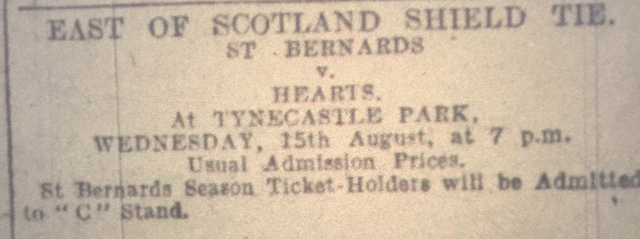 EAST OF SCOTLAND SHIELD TIE.
ST BERNARDS
v.
HEARTS.
At TYNECASTLE PARK,
WEDNESDAY, 15th August, at 7 p.m.
Usual Admission Prices.
St Bernards Season Ticket-Holders will be Admitted
to "C" Stand.